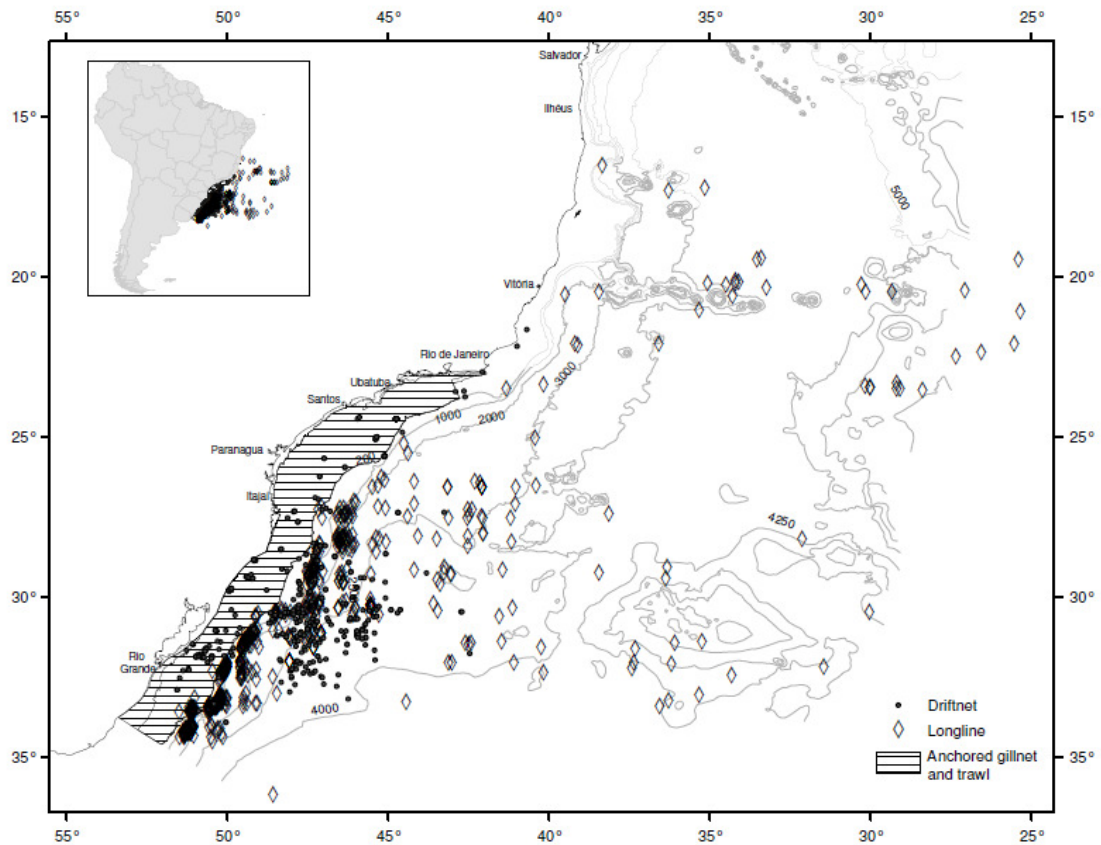 55° 50° 45° 40° 35° 30° 25°
Salvador
Ilhéus
15° 15°
5000
20° 20°
Vitória
Rio de Janeiro
Ubatuba
Santos
3000
1000
2000
25° 25°
Paranagua
200
Itajaí
4250
30° 30°
Rio
Grande
4000
Driftnet
Longline
Anchored gillnet
and trawl
35° 35°
55° 50° 45° 40° 35° 30° 25°